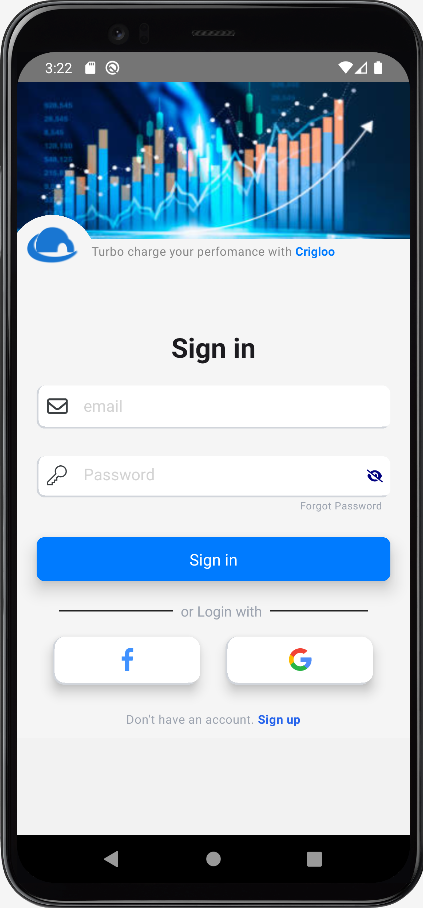 3:22
Turbo charge your perfomance with Crigloo
Sign in
email
Password
Forgot Password
Sign in
or Login with
Don't have an account. Sign up